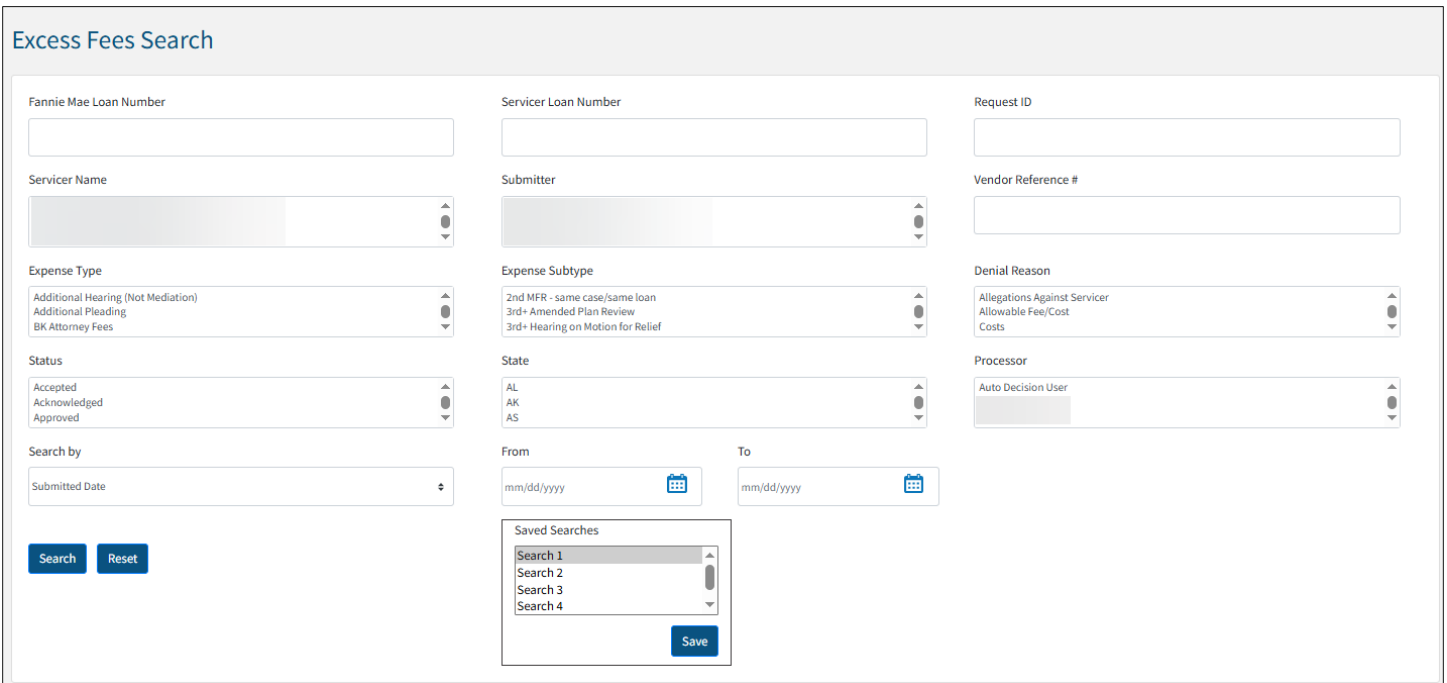 Excess Fees Search
Fannie Mae Loan Number
Servicer Loan Number
Request ID
Servicer Name
Submitter
Vendor Reference #
Expense Type
Expense Subtype
Denial Reason
Additional Hearing (Not Mediation)
Additional Pleading
BK Attorney Fees
2nd MFR - same case/same loan
3rd+ Amended Plan Review
3rd+ Hearing on Motion for Relief
Allegations Against Servicer
Allowable Fee/Cost
Costs
Status
State
Processor
Accepted
Acknowledged
Approved
AL
AK
AS
Auto Decision User
Search by
From
To
Submitted Date
mm/dd/yyyy
mm/dd/yyyy
Search
Reset
Saved Searches
Search 1
Search 2
Search 3
Search 4
Save